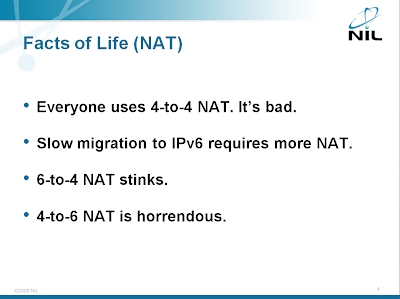 NIL
Facts of Life (NAT)
• Everyone uses 4-to-4 NAT. It's bad.
• Slow migration to IPv6 requires more NAT.
• 6-to-4 NAT stinks.
• 4-to-6 NAT is horrendous.
©2009 NIL
4